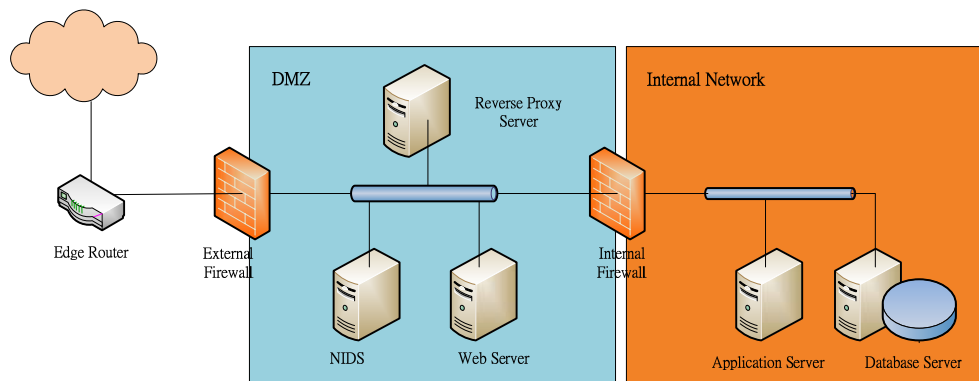 DMZ
Internal Network
Reverse Proxy
Server
Edge Router
External
Firewall
Internal
Firewall
NIDS
Web Server
Application Server
Database Server